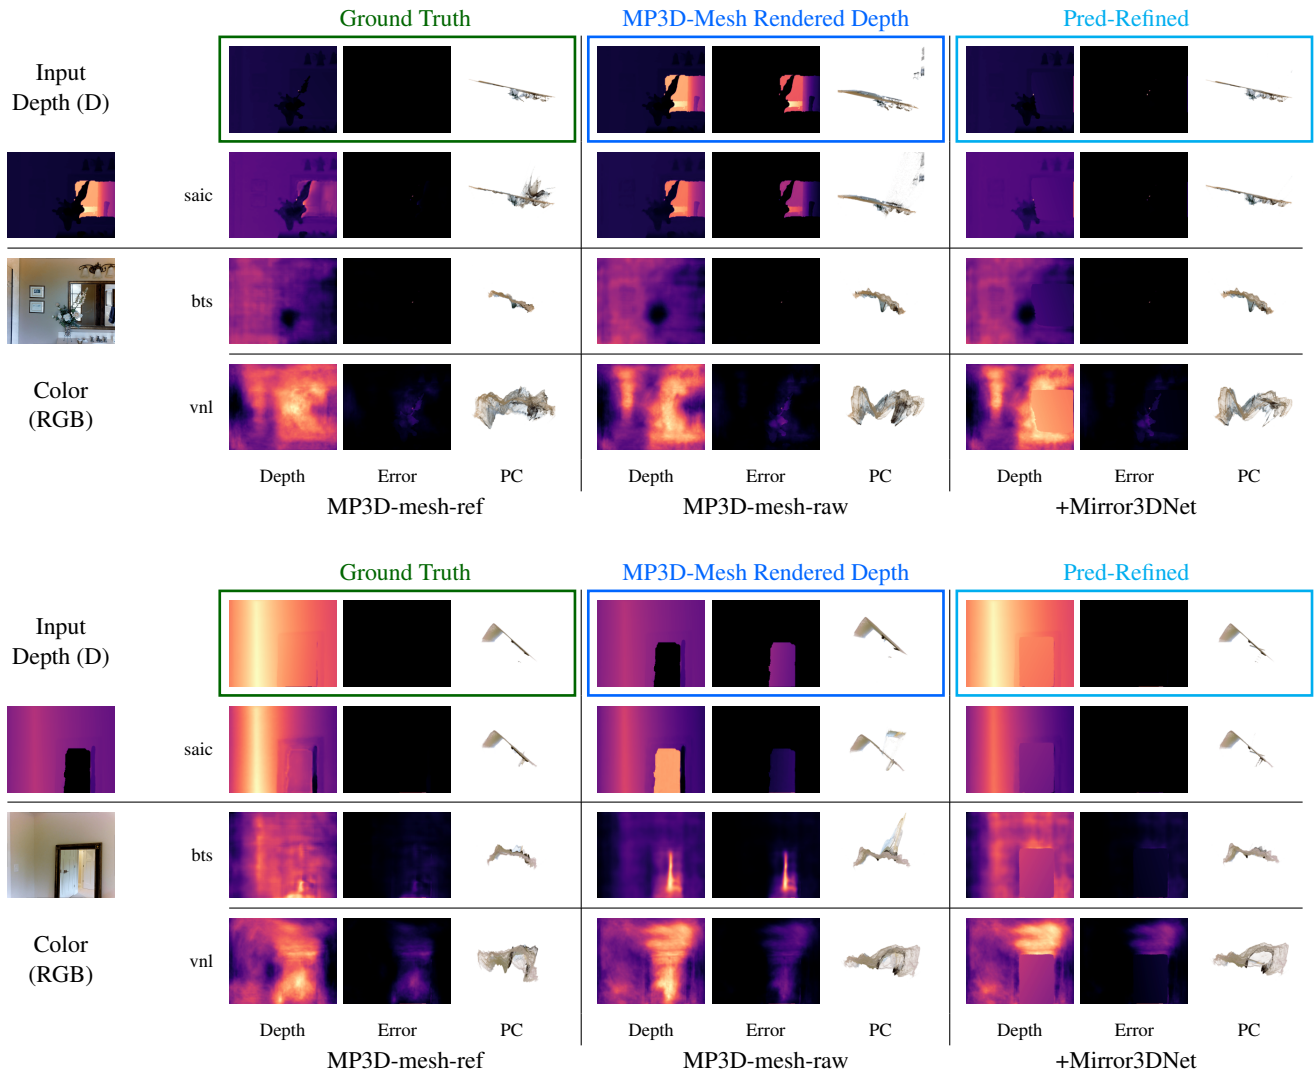 Ground Truth
MP3D-Mesh Rendered Depth
Pred-Refined
Input
Depth (D)
saic
bts
Color
(RGB)
vnl
Depth
Error
PC
Depth
Error
PC
Depth
Error
PC
MP3D-mesh-ref
MP3D-mesh-raw
+Mirror3DNet
Ground Truth
MP3D-Mesh Rendered Depth
Pred-Refined
Input
Depth (D)
saic
bts
Color
(RGB)
vnl
Depth
Error
PC
Depth
Error
PC
Depth
Error
PC
MP3D-mesh-ref
MP3D-mesh-raw
+Mirror3DNet